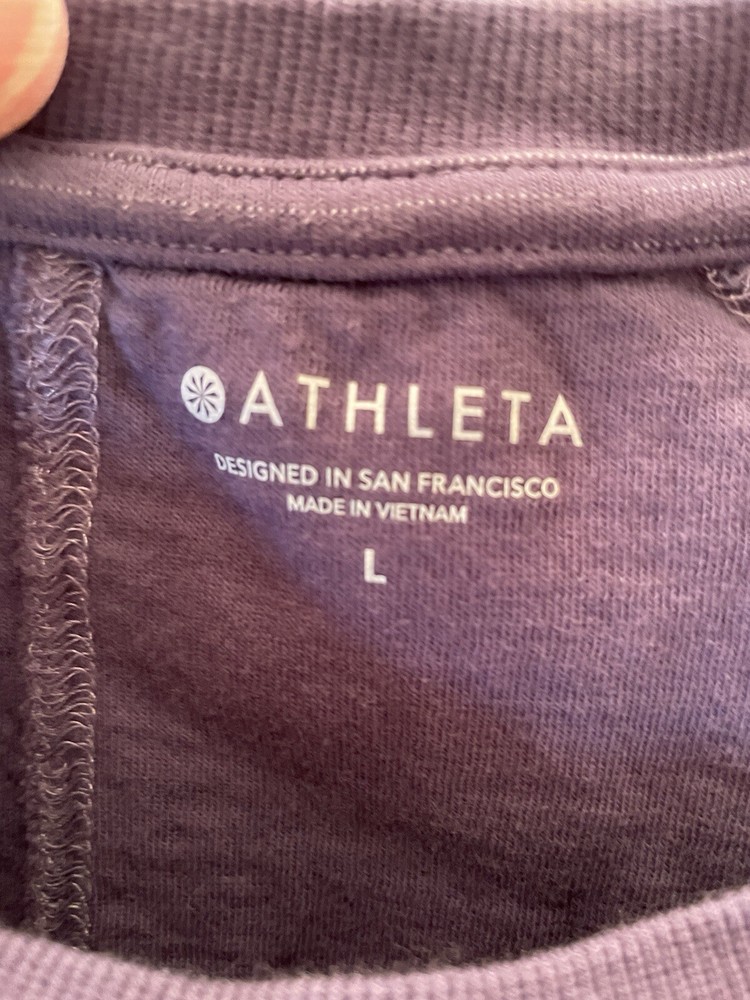 ATHLETA
DESIGNED IN SAN FRANCISCO
MADE IN VIETNAM
L